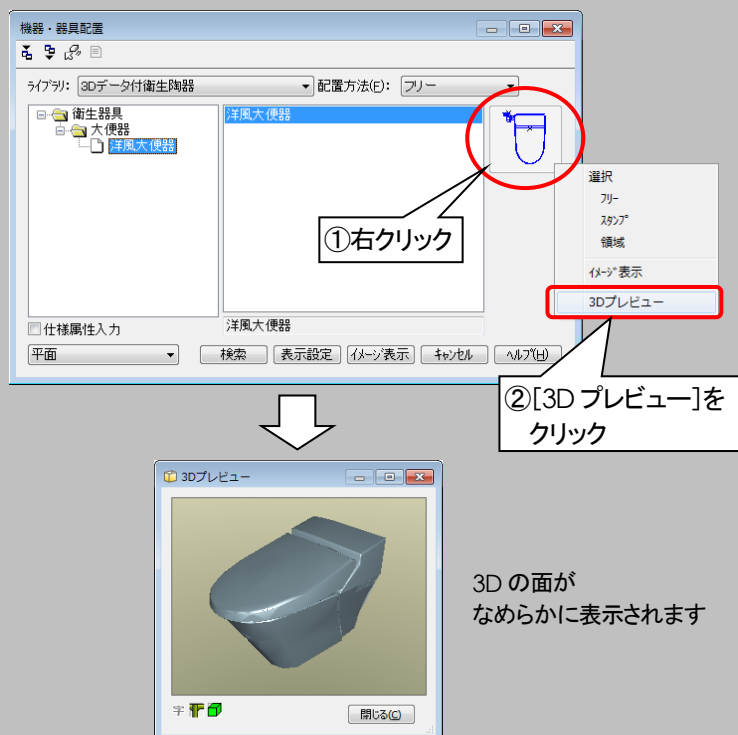 機器・器具配置
ﾗｲﾌﾞﾗﾘ: 3Dデータ付衛生陶器 配置方法(F): フリー
衛生器具
大便器
洋風大便器
洋風大便器
①右クリック
選択
ﾌﾘｰ
ｽﾀﾝﾌﾟ
領域
ｲﾒｰｼﾞ表示
3Dプレビュー
仕様属性入力
洋風大便器
平面 検索 表示設定 ｲﾒｰｼﾞ表示 ｷｬﾝｾﾙ ﾍﾙﾌﾟ(H)
②[3D プレビュー]を
クリック
3Dプレビュー
3D の面が
なめらかに表示されます
字
閉じる(C)